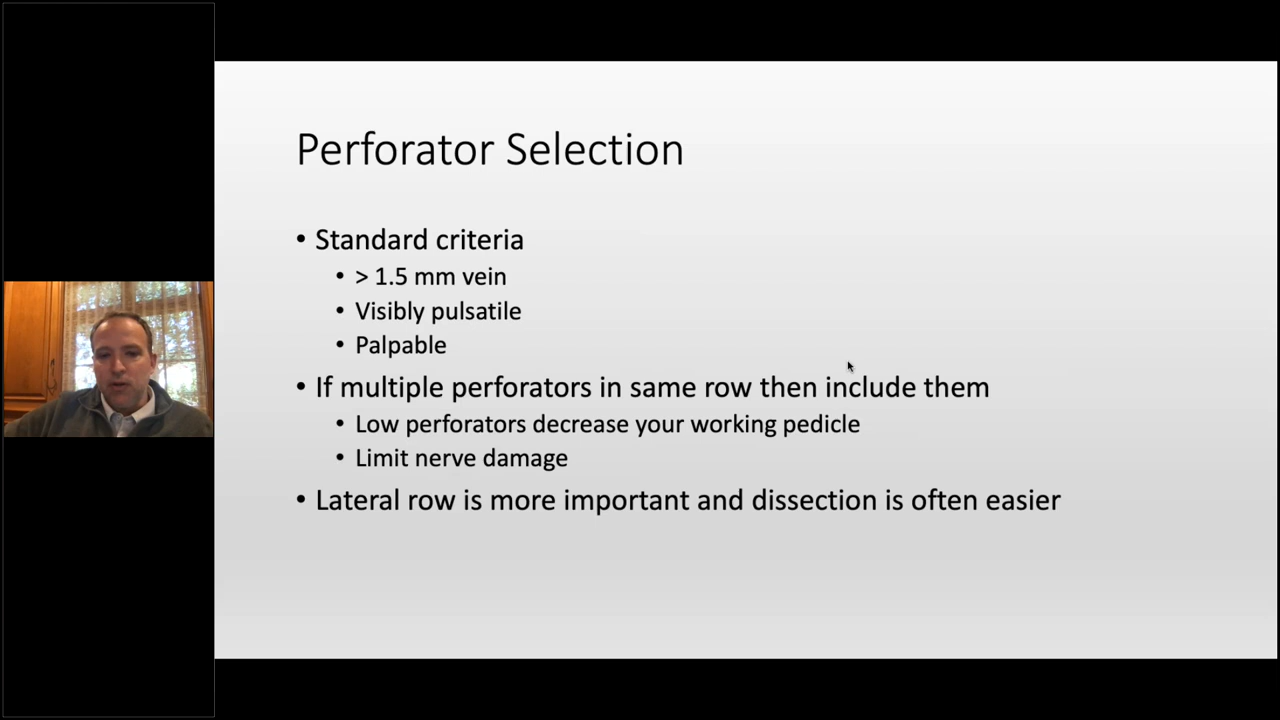 Perforator Selection
• Standard criteria
• > 1.5 mm vein
• Visibly pulsatile
• Palpable
• If multiple perforators in same row then include them
• Low perforators decrease your working pedicle
• Limit nerve damage
• Lateral row is more important and dissection is often easier